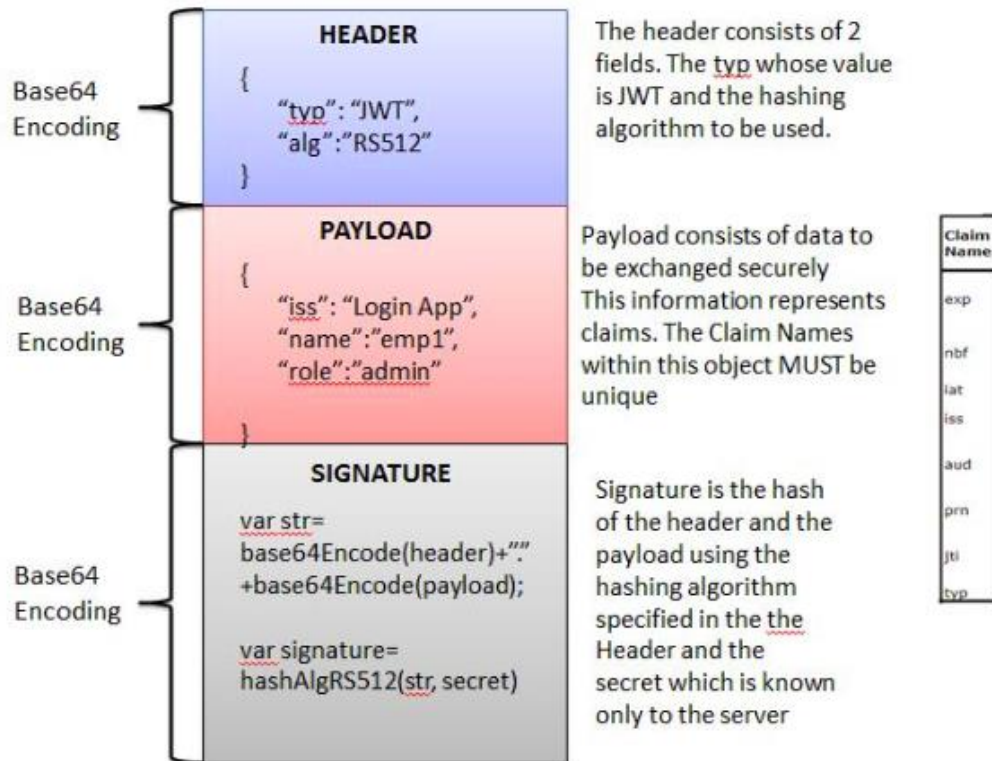 Base64
Encoding
HEADER
{
“typ”: “JWT”,
“alg”:”RS512”
}
The header consists of 2
fields. The typ whose value
is JWT and the hashing
algorithm to be used.
Base64
Encoding
PAYLOAD
{
“iss”: “Login App”,
“name”:”emp1”,
“role”:”admin”
}
Payload consists of data to
be exchanged securely
This information represents
claims. The Claim Names
within this object MUST be
unique
Base64
Encoding
SIGNATURE
var str=
base64Encode(header)+”.”
+base64Encode(payload);
var signature=
hashAlgRS512(str, secret)
Signature is the hash
of the header and the
payload using the
hashing algorithm
specified in the the
Header and the
secret which is known
only to the server
Claim
Name
exp
nbf
iat
iss
aud
prn
jti
typ